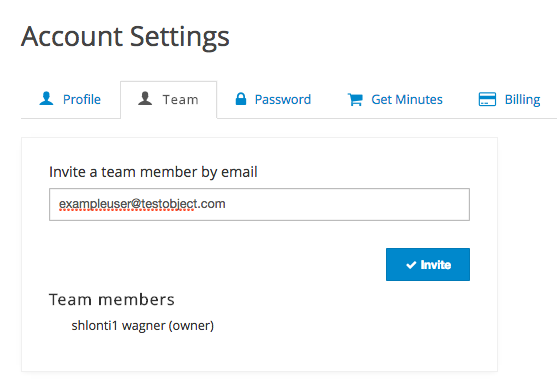 Account Settings
Profile Team Password Get Minutes Billing
Invite a team member by email
exampleuser@testobject.com
Invite
Team members
shlonti1 wagner (owner)